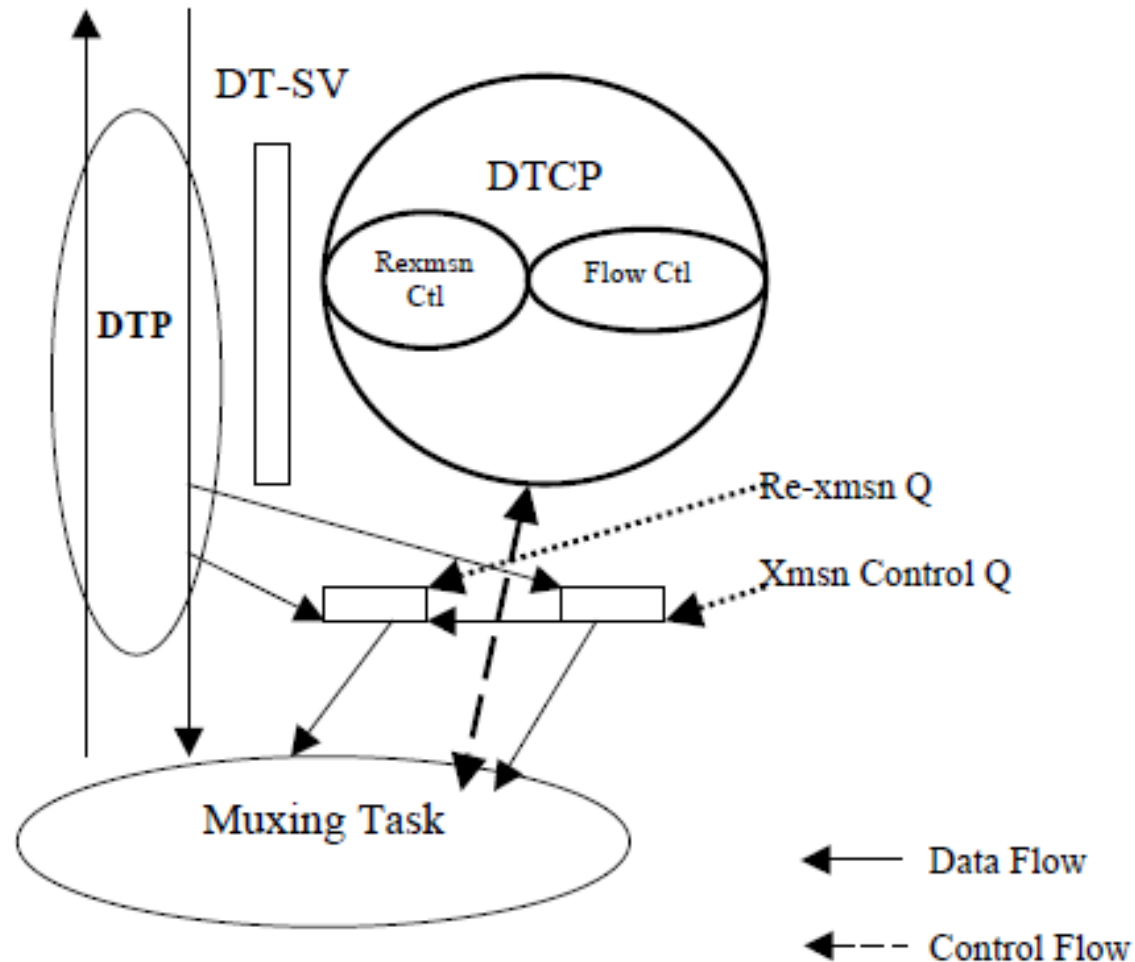 DT-SV
DTCP
Rexmsn
Ctl
Flow Ctl
DTP
Re-xmsn Q
Xmsn Control Q
Muxing Task
Data Flow
Control Flow